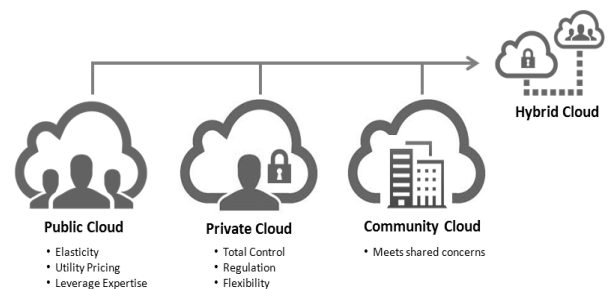 Hybrid Cloud
Public Cloud
• Elasticity
• Utility Pricing
• Leverage Expertise
Private Cloud
• Total Control
• Regulation
• Flexibility
Community Cloud
• Meets shared concerns